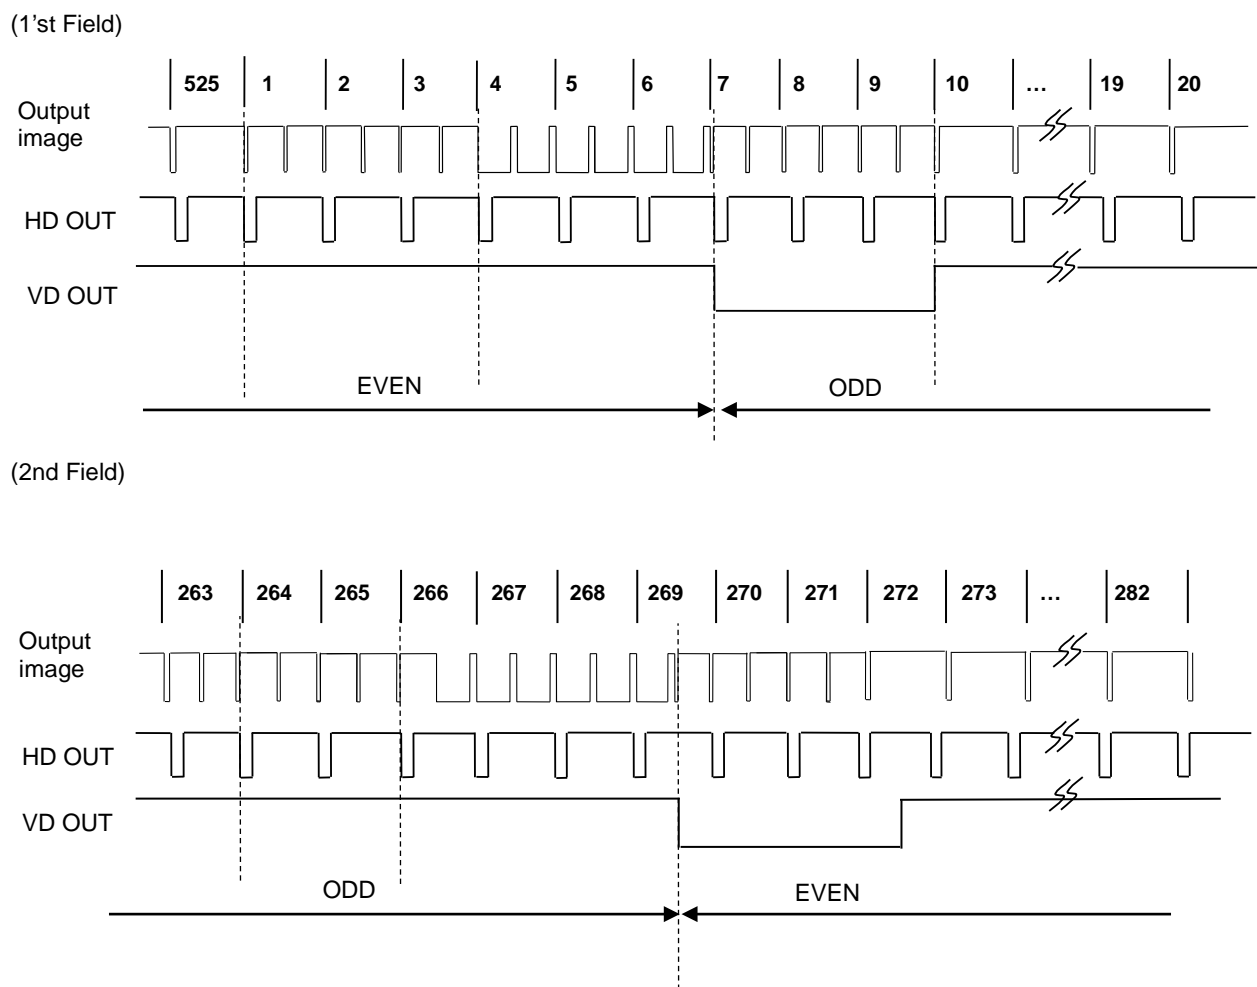 (1'st Field)
525 1 2 3 4 5 6 7 8 9 10 ... 19 20
Output
image
HD OUT
VD OUT
EVEN ODD
(2nd Field)
263 264 265 266 267 268 269 270 271 272 273 ... 282
Output
image
HD OUT
VD OUT
ODD EVEN